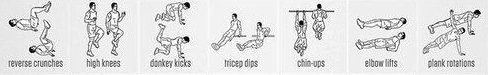 reverse crunches
high knees
donkey kicks
tricep dips
chin-ups
elbow lifts
plank rotations